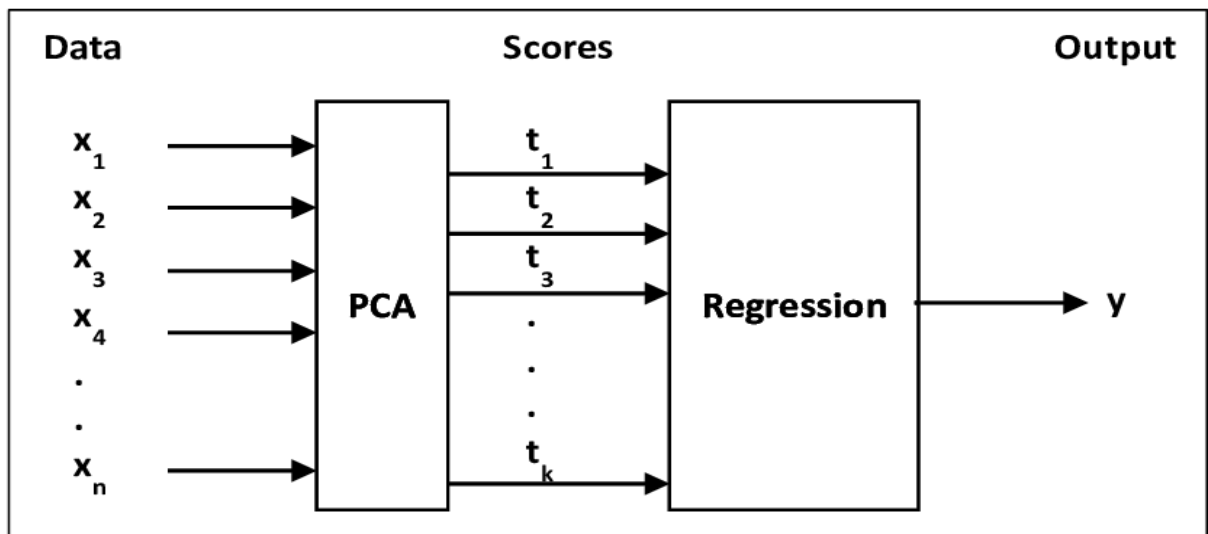 Data Scores Output
x1
x2
x3
x4
.
.
xn
PCA
t1
t2
t3
.
.
.
tk
Regression
y